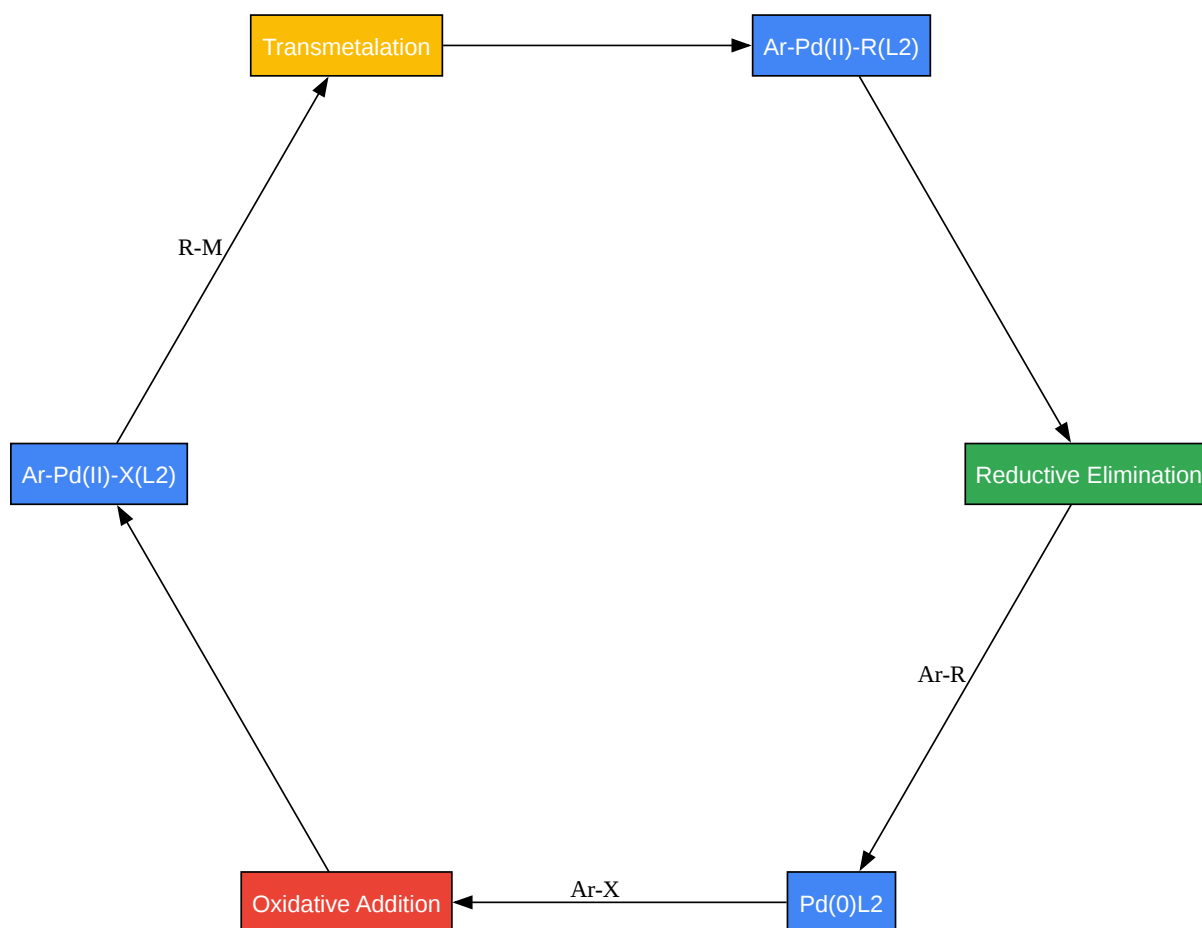 Transmetalation
Ar-Pd(II)-R(L2)
R-M
Ar-Pd(II)-X(L2)
Reductive Elimination
Ar-R
Oxidative Addition
Ar-X
Pd(0)L2